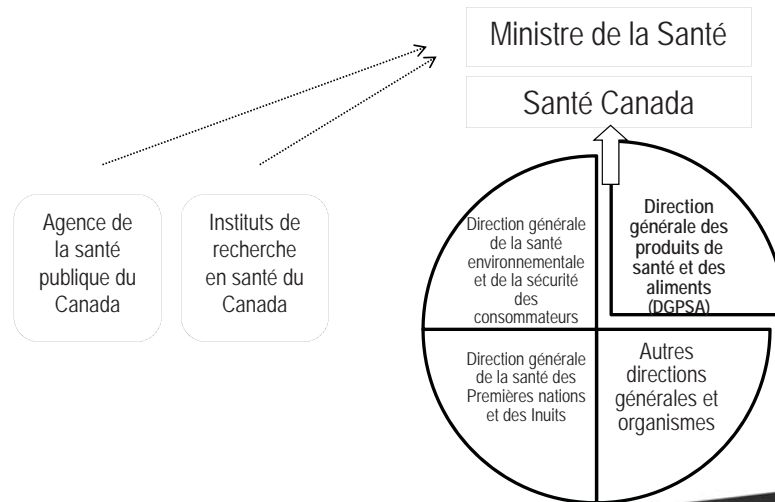 Ministre de la Santé
Santé Canada
Agence de
la santé
publique du
Canada
Instituts de
recherche
en santé du
Canada
Direction générale
de la santé
environnementale
et de la sécurité
des
consommateurs
Direction
générale des
produits de
santé et des
aliments
(DGPSA)
Direction générale
de la santé des
Premières nations
et des Inuits
Autres
directions
générales et
organismes